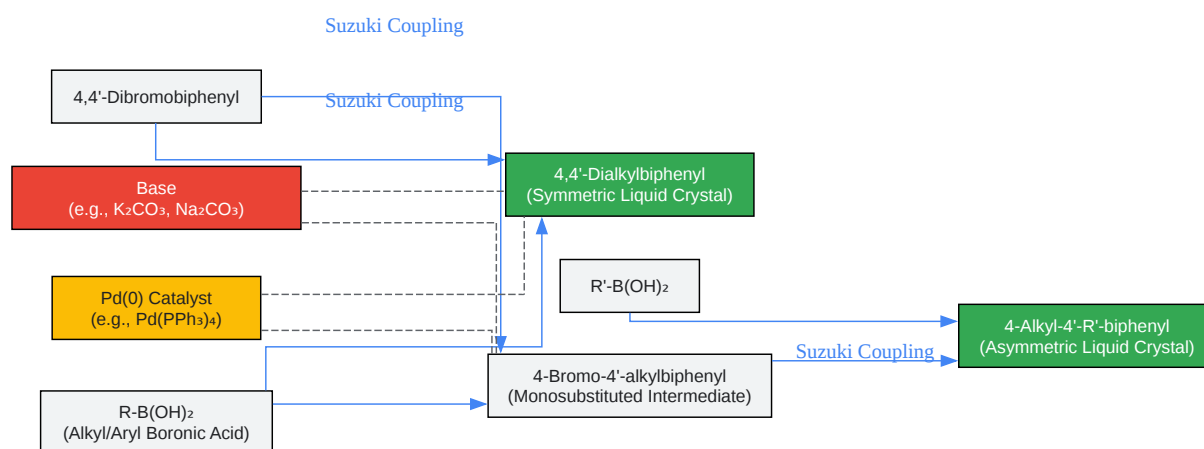 Suzuki Coupling
4,4'-Dibromobiphenyl
Suzuki Coupling
Base
(e.g., K₂CO₃, Na₂CO₃)
4,4'-Dialkylbiphenyl
(Symmetric Liquid Crystal)
Pd(0) Catalyst
(e.g., Pd(PPh₃)₄)
R'-B(OH)₂
4-Alkyl-4'-R'-biphenyl
(Asymmetric Liquid Crystal)
Suzuki Coupling
4-Bromo-4'-alkylbiphenyl
(Monosubstituted Intermediate)
R-B(OH)₂
(Alkyl/Aryl Boronic Acid)